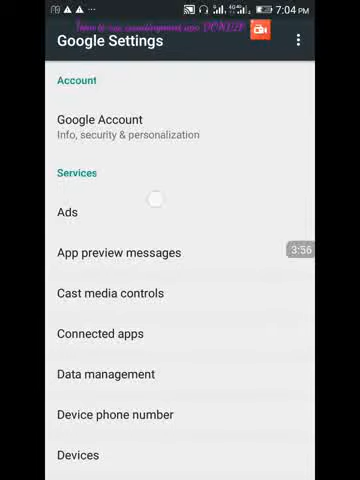 7:04 PM
Google Settings
Account
Google Account
Info, security & personalization
Services
Ads
App preview messages
3:56
Cast media controls
Connected apps
Data management
Device phone number
Devices